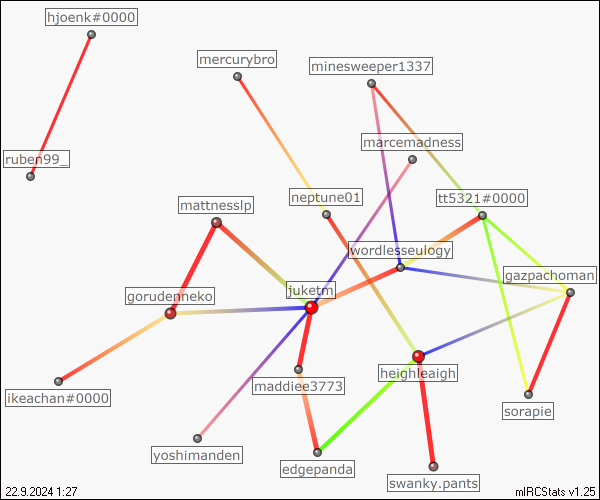 hjoenk#0000
mercurybro
minesweeper1337
marcemadness
ruben99_
neptune01
tt5321#0000
mattnesslp
wordlesseulogy
gazpachoman
juketm
gorudenneko
heighleaigh
maddiee3773
ikeachan#0000
sorapie
yoshimanden
edgepanda
swanky.pants
22.9.2024 1:27
mIRCStats v1.25